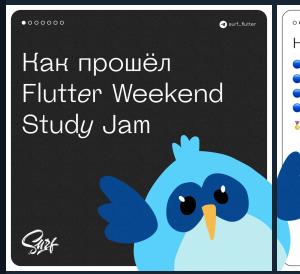 surf_flutter
Как прошёл
Flutter Weekend
Study Jam
Surf